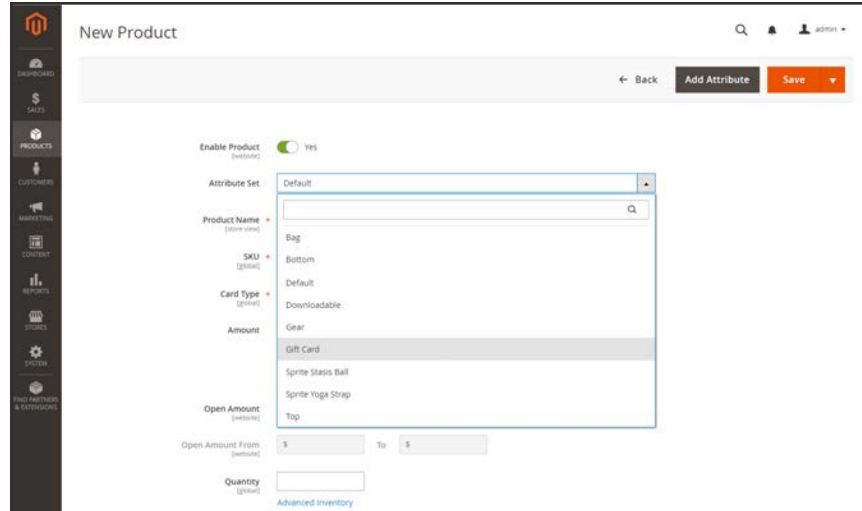 New Product
admin
← Back
Add Attribute
Save
DASHBOARD
$
SALES
PRODUCTS
CUSTOMERS
MARKETING
CONTENT
REPORTS
STORES
SYSTEM
FIND PARTNERS
& EXTENSIONS
Enable Product
[website]
Yes
Attribute Set
Default
Product Name *
[store view]
Bag
SKU *
[global]
Bottom
Default
Card Type *
[global]
Downloadable
Amount
Gear
Gift Card
Sprite Stasis Ball
Sprite Yoga Strap
Open Amount
[website]
Top
Open Amount From
[website]
$ To $
Quantity
[global]
Advanced Inventory